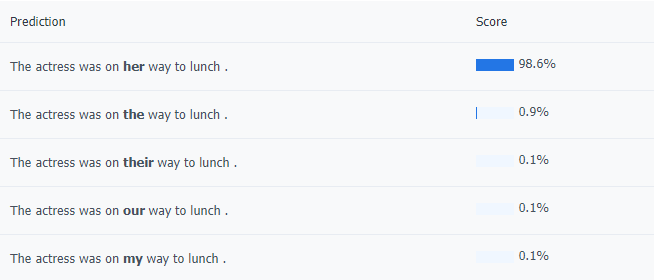 Prediction Score
The actress was on her way to lunch . 98.6%
The actress was on the way to lunch . 0.9%
The actress was on their way to lunch . 0.1%
The actress was on our way to lunch . 0.1%
The actress was on my way to lunch . 0.1%